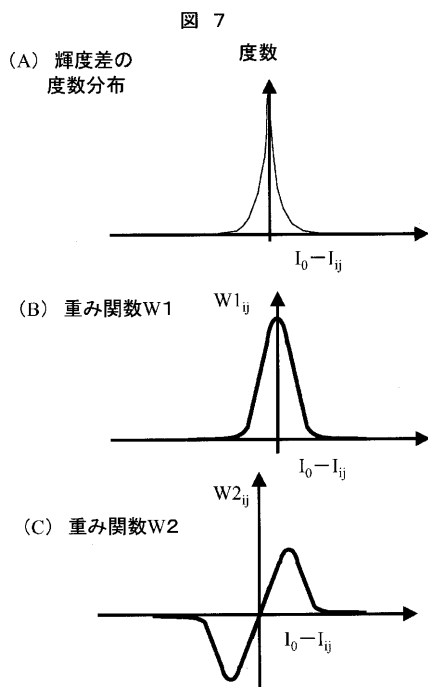 図 7
(A) 輝度差の
度数分布
度数
I₀－Iᵢⱼ
(B) 重み関数W1
W1ᵢⱼ
I₀－Iᵢⱼ
W2ᵢⱼ
(C) 重み関数W2
I₀－Iᵢⱼ